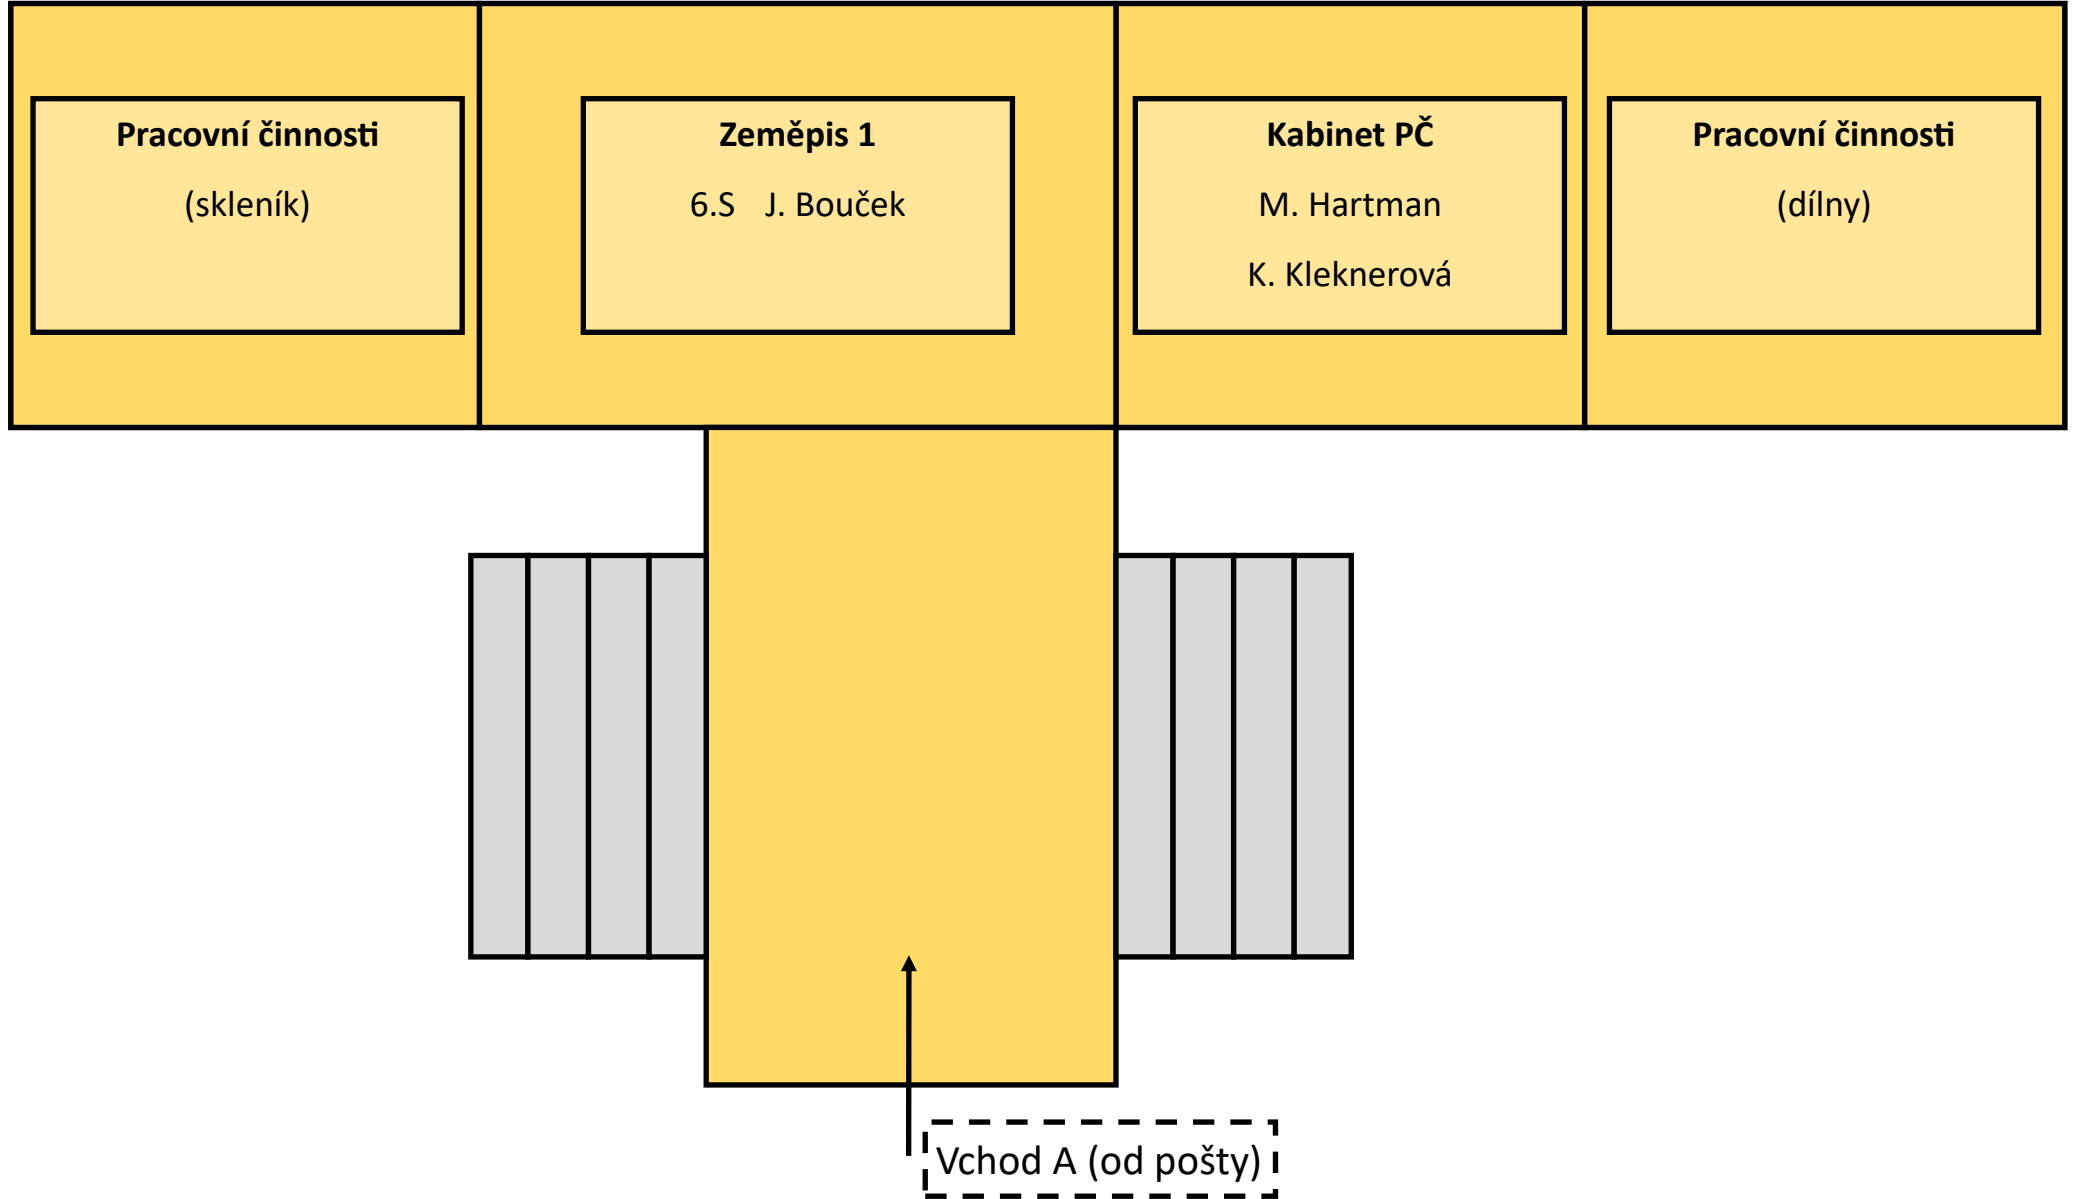 Pracovní činnosti
(skleník)
Zeměpis 1
6.S J. Bouček
Kabinet PČ
M. Hartman
K. Kleknerová
Pracovní činnosti
(dílny)
Vchod A (od pošty)